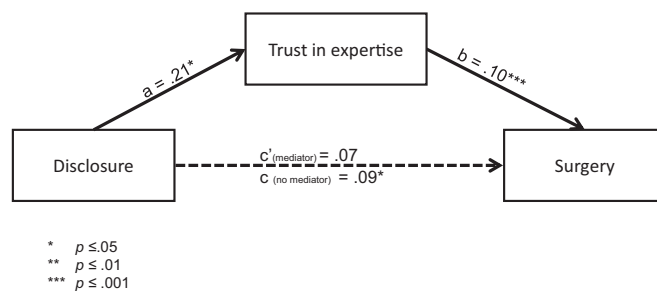 Trust in expertise
a = .21*
b = .10***
Disclosure
c'(mediator) = .07
c (no mediator) = .09*
Surgery
* p ≤.05
** p ≤ .01
*** p ≤ .001